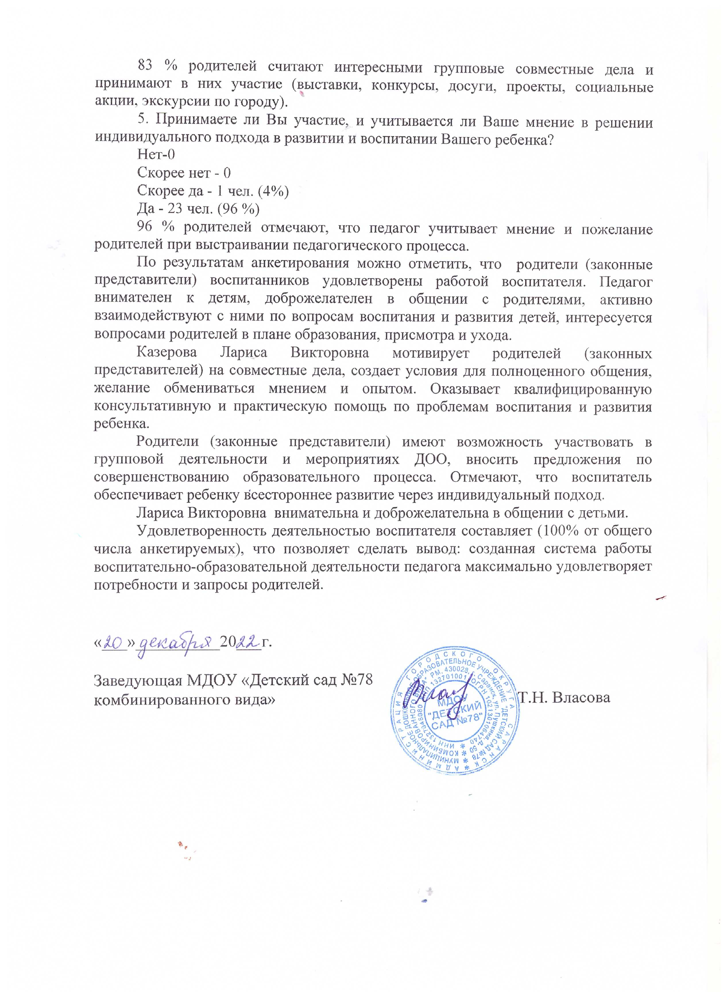 83 % родителей считают интересными групповые совместные дела и
принимают в них участие (выставки, конкурсы, досуги, проекты, социальные
акции, экскурсии по городу).
5. Принимаете ли Вы участие, и учитывается ли Ваше мнение в решении
индивидуального подхода в развитии и воспитании Вашего ребенка?
Нет-0
Скорее нет - 0
Скорее да - 1 чел. (4%)
Да - 23 чел. (96 %)
96 % родителей отмечают, что педагог учитывает мнение и пожелание
родителей при выстраивании педагогического процесса.
По результатам анкетирования можно отметить, что родители (законные
представители) воспитанников удовлетворены работой воспитателя. Педагог
внимателен к детям, доброжелателен в общении с родителями, активно
взаимодействуют с ними по вопросам воспитания и развития детей, интересуется
вопросами родителей в плане образования, присмотра и ухода.
Казерова Лариса Викторовна мотивирует родителей (законных
представителей) на совместные дела, создает условия для полноценного общения,
желание обмениваться мнением и опытом. Оказывает квалифицированную
консультативную и практическую помощь по проблемам воспитания и развития
ребенка.
Родители (законные представители) имеют возможность участвовать в
групповой деятельности и мероприятиях ДОО, вносить предложения по
совершенствованию образовательного процесса. Отмечают, что воспитатель
обеспечивает ребенку всестороннее развитие через индивидуальный подход.
Лариса Викторовна внимательна и доброжелательна в общении с детьми.
Удовлетворенность деятельностью воспитателя составляет (100% от общего
числа анкетируемых), что позволяет сделать вывод: созданная система работы
воспитательно-образовательной деятельности педагога максимально удовлетворяет
потребности и запросы родителей.
«20» декабря 2022 г.
Заведующая МДОУ «Детский сад №78
комбинированного вида»
Т.Н. Власова
АДМИНИСТРАЦИЯ ГОРОДСКОГО ОКРУГА САРАНСК *
МУНИЦИПАЛЬНОЕ ДОШКОЛЬНОЕ ОБРАЗОВАТЕЛЬНОЕ УЧРЕЖДЕНИЕ "ДЕТСКИЙ САД №78 *
КОМБИНИРОВАННОГО ВИДА" РМ, 430028, г. Саранск, ул. Пушкина, д. 50 *
ИНН 1327048080 КПП 132701001 ОГРН 1021301064740 *
МДОУ
"ДЕТСКИЙ
САД №78"